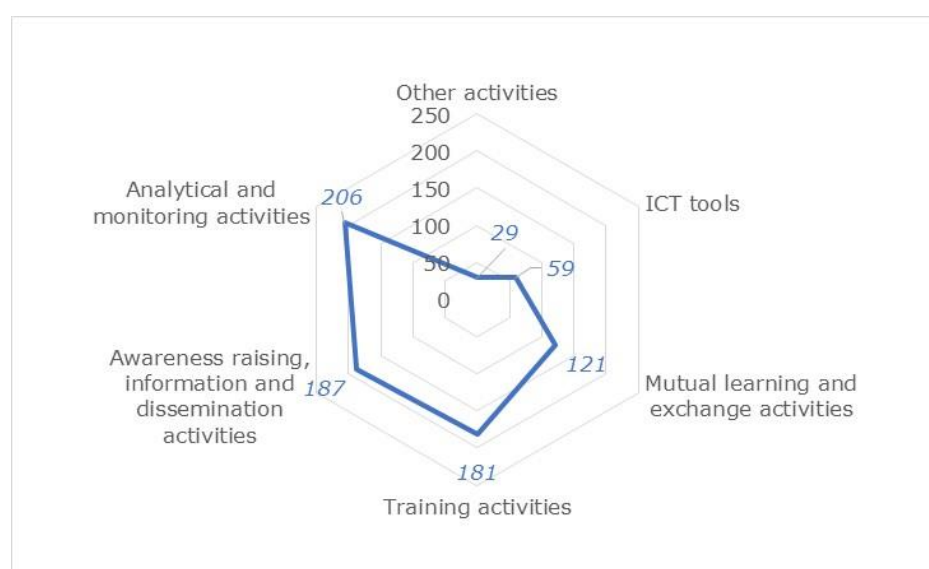 Other activities
250
200
150
100
50
0
29
59
ICT tools
121
Mutual learning and
exchange activities
181
Training activities
187
Awareness raising,
information and
dissemination
activities
206
Analytical and
monitoring activities